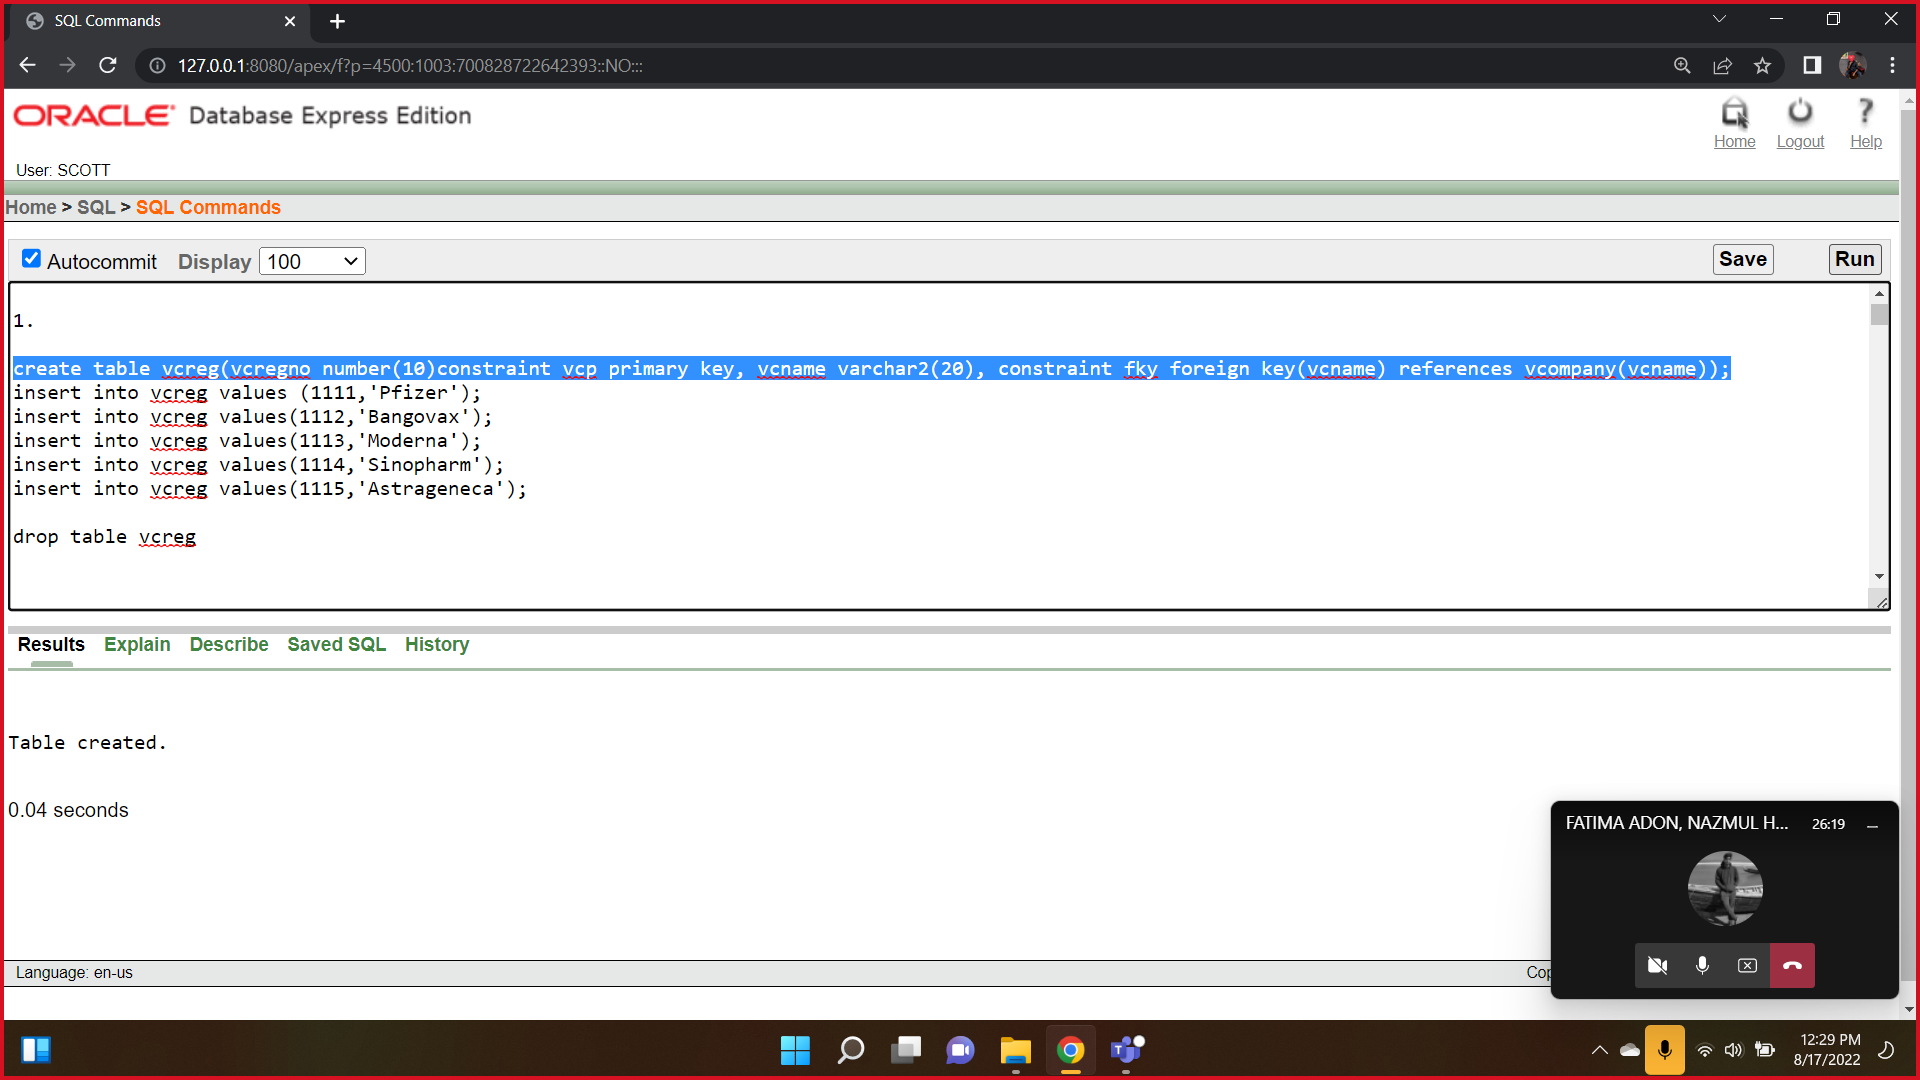 SQL Commands
127.0.0.1:8080/apex/f?p=4500:1003:700828722642393::NO:::
ORACLE Database Express Edition
Home Logout Help
User: SCOTT
Home > SQL > SQL Commands
Autocommit Display 100 Save Run
1.
create table vcreg(vcregno number(10)constraint vcp primary key, vcname varchar2(20), constraint fky foreign key(vcname) references vcompany(vcname));
insert into vcreg values (1111,'Pfizer');
insert into vcreg values(1112,'Bangovax');
insert into vcreg values(1113,'Moderna');
insert into vcreg values(1114,'Sinopharm');
insert into vcreg values(1115,'Astrageneca');
drop table vcreg
Results Explain Describe Saved SQL History
Table created.
0.04 seconds
FATIMA ADON, NAZMUL H... 26:19
Language: en-us
Cop
12:29 PM
8/17/2022